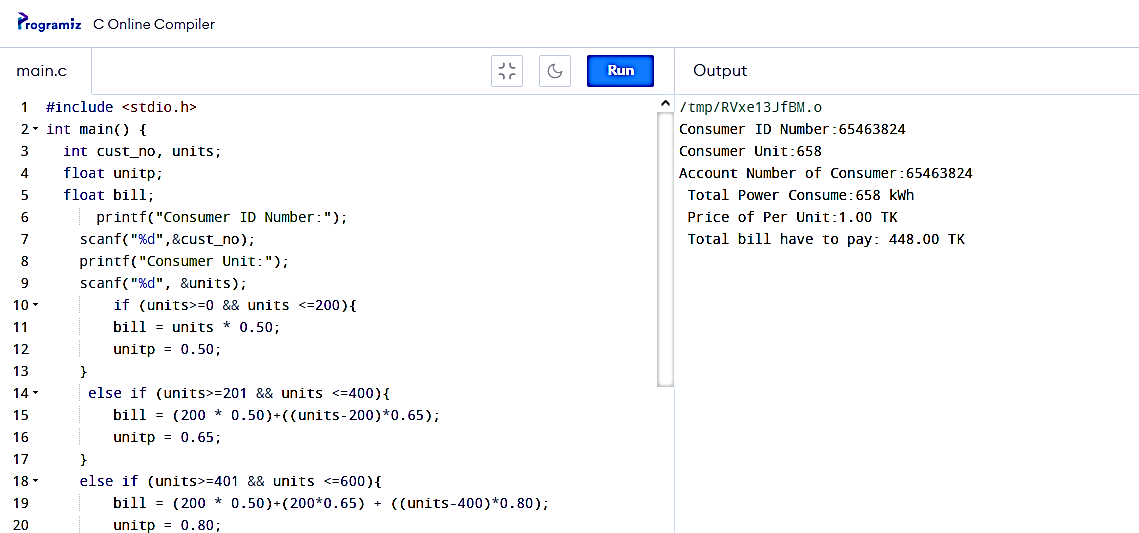 Programiz C Online Compiler
main.c
Run
Output
1 #include <stdio.h>
2 int main() {
3 int cust_no, units;
4 float unitp;
5 float bill;
6 printf("Consumer ID Number:");
7 scanf("%d",&cust_no);
8 printf("Consumer Unit:");
9 scanf("%d", &units);
10 if (units>=0 && units <=200){
11 bill = units * 0.50;
12 unitp = 0.50;
13 }
14 else if (units>=201 && units <=400){
15 bill = (200 * 0.50)+((units-200)*0.65);
16 unitp = 0.65;
17 }
18 else if (units>=401 && units <=600){
19 bill = (200 * 0.50)+(200*0.65) + ((units-400)*0.80);
20 unitp = 0.80;
/tmp/RVxe13JfBM.o
Consumer ID Number:65463824
Consumer Unit:658
Account Number of Consumer:65463824
Total Power Consume:658 kWh
Price of Per Unit:1.00 TK
Total bill have to pay: 448.00 TK